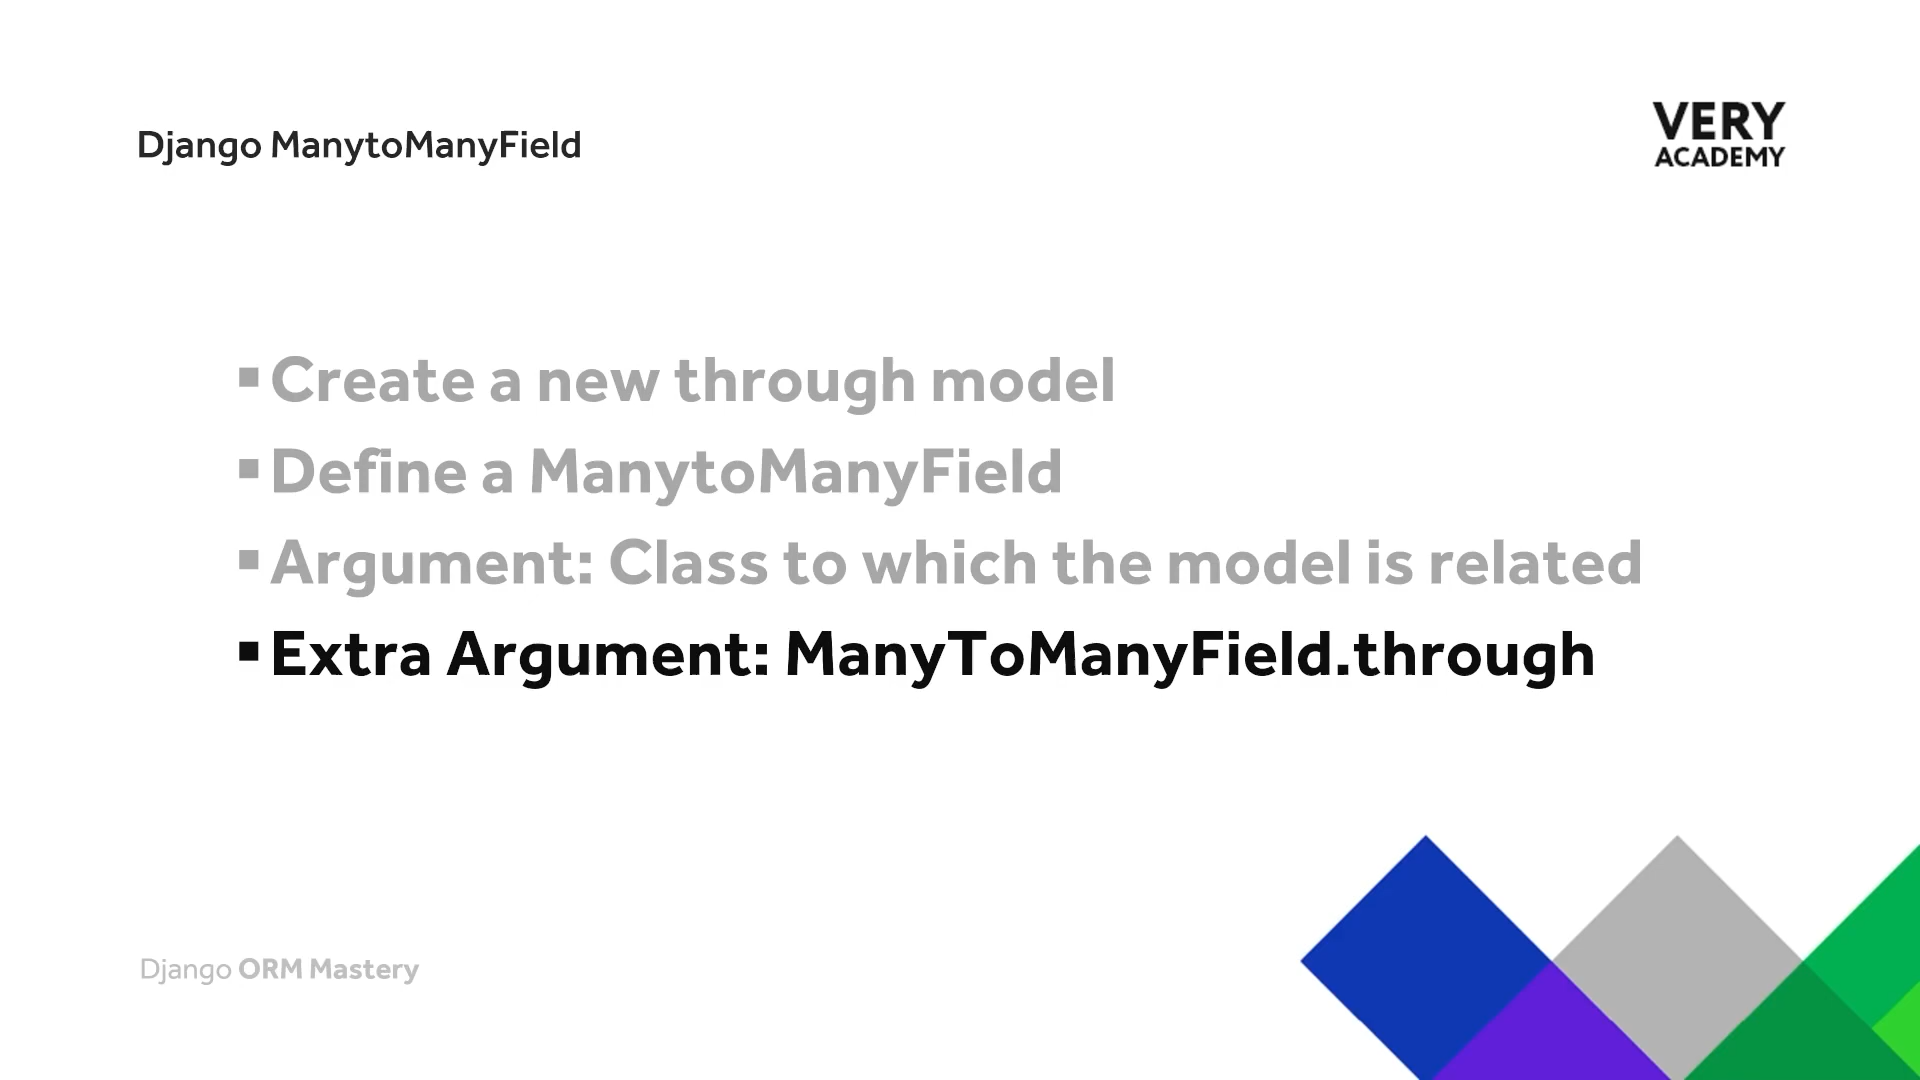 Django ManytoManyField
VERY
ACADEMY
▪ Create a new through model
▪ Define a ManytoManyField
▪ Argument: Class to which the model is related
▪ Extra Argument: ManyToManyField.through
Django ORM Mastery